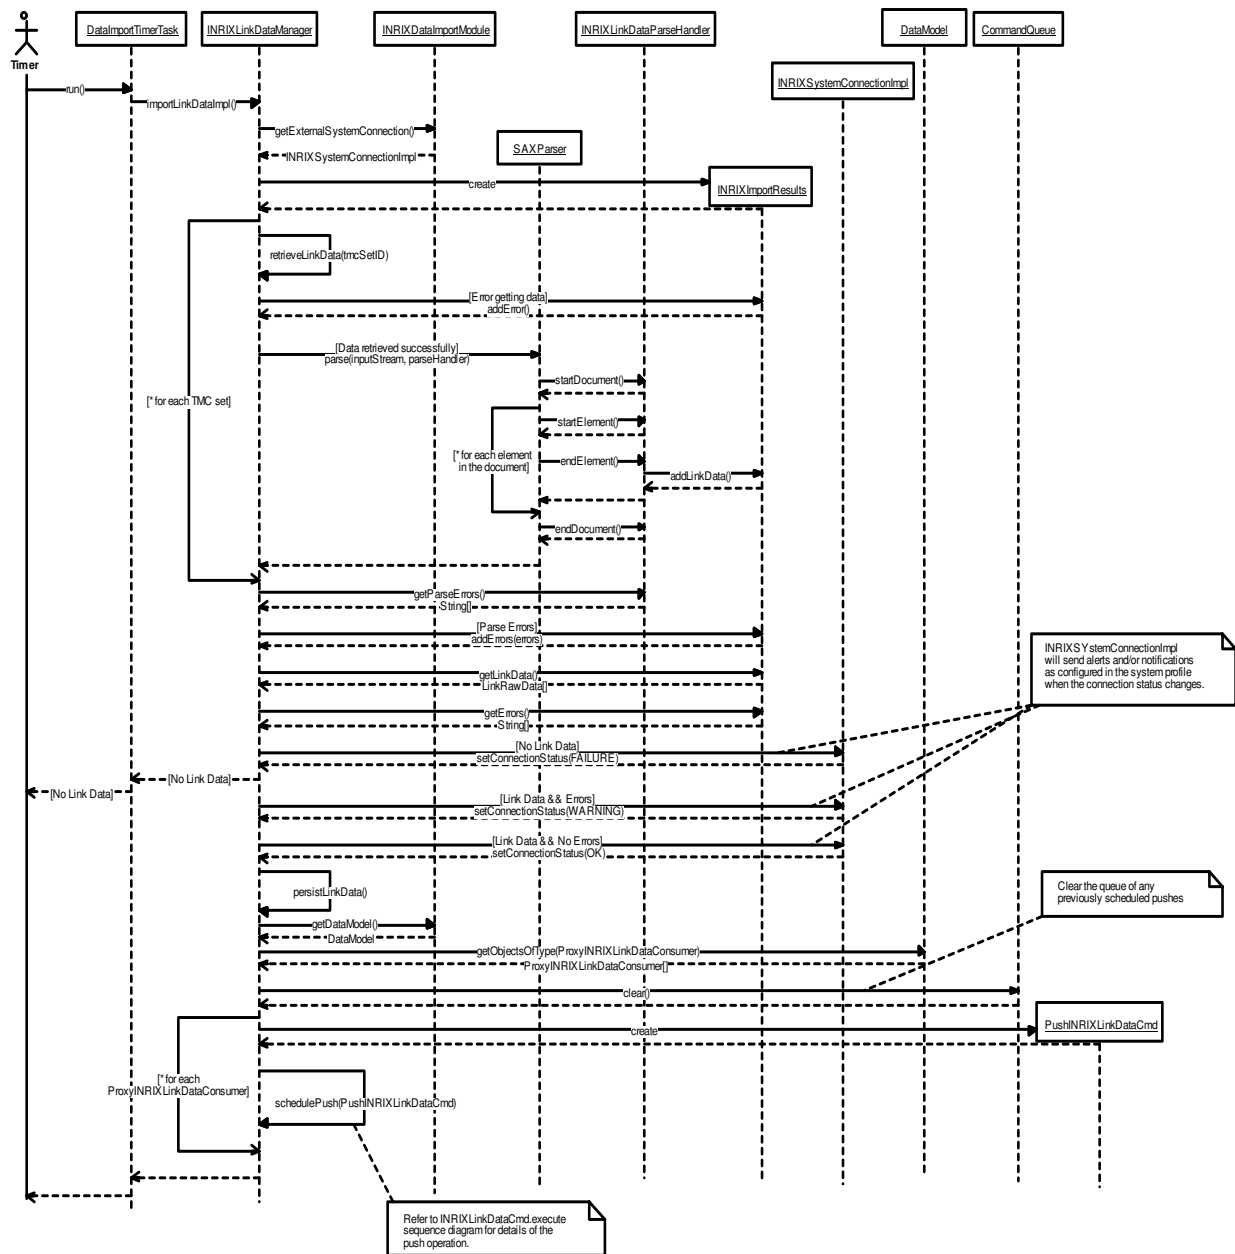 DataImportTimerTask
INRIXLinkDataManager
INRIXDataImportModule
INRIXLinkDataParseHandler
DataModel
CommandQueue
Timer
INRIXSystemConnectionImpl
run()
importLinkDataImpl()
getExternalSystemConnection()
SAXParser
INRIXSystemConnectionImpl
create
INRIXImportResults
retrieveLinkData(tmcSetID)
[Error getting data]
addError()
[Data retrieved successfully]
parse(inputStream, parseHandler)
startDocument()
[* for each TMC set]
startElement()
[* for each element
in the document]
endElement()
addLinkData()
endDocument()
getParseErrors()
String[]
[Parse Errors]
addErrors(errors)
INRIXSYstemConnectionImpl
will send alerts and/or notifications
as configured in the system profile
when the connection status changes.
getLinkData()
LinkRawData[]
getErrors()
String[]
[No Link Data]
setConnectionStatus(FAILURE)
[No Link Data]
[No Link Data]
[Link Data && Errors]
setConnectionStatus(WARNING)
[Link Data && No Errors]
setConnectionStatus(OK)
persistLinkData()
Clear the queue of any
previously scheduled pushes
getDataModel()
DataModel
getObjectsOfType(ProxyINRIXLinkDataConsumer)
ProxyINRIXLinkDataConsumer[]
clear()
create
PushINRIXLinkDataCmd
[* for each
ProxyINRIXLinkDataConsumer]
schedulePush(PushINRIXLinkDataCmd)
Refer to INRIXLinkDataCmd.execute
sequence diagram for details of the
push operation.